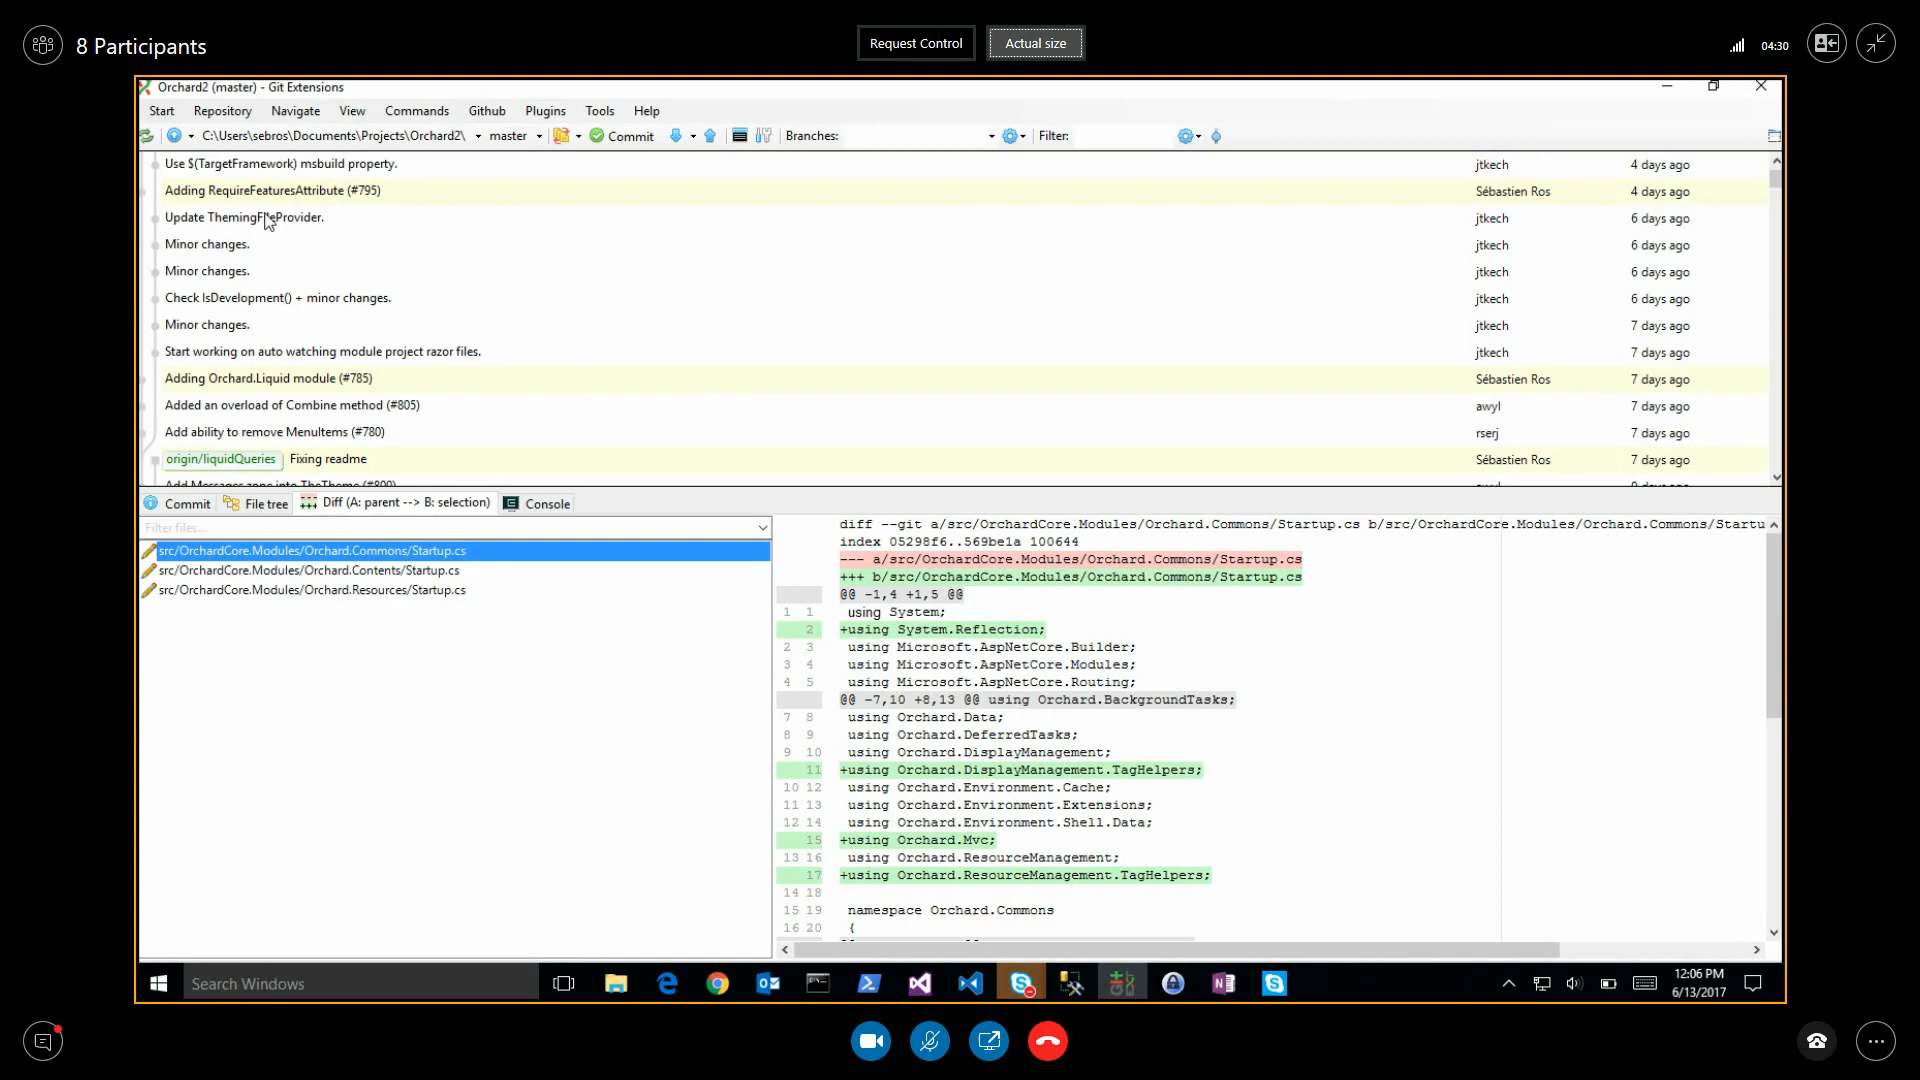 8 Participants
Request Control
Actual size
04:30
Orchard2 (master) - Git Extensions
Start Repository Navigate View Commands Github Plugins Tools Help
C:\Users\sebros\Documents\Projects\Orchard2\ master Commit Branches: Filter:
Use $(TargetFramework) msbuild property. jtkech 4 days ago
Adding RequireFeaturesAttribute (#795) Sébastien Ros 4 days ago
Update ThemingFileProvider. jtkech 6 days ago
Minor changes. jtkech 6 days ago
Minor changes. jtkech 6 days ago
Check IsDevelopment() + minor changes. jtkech 6 days ago
Minor changes. jtkech 7 days ago
Start working on auto watching module project razor files. jtkech 7 days ago
Adding Orchard.Liquid module (#785) Sébastien Ros 7 days ago
Added an overload of Combine method (#805) awyl 7 days ago
Add ability to remove MenuItems (#780) rserj 7 days ago
origin/liquidQueries Fixing readme Sébastien Ros 7 days ago
Add Messages zone into TheTheme (#800)
Commit File tree Diff (A: parent --> B: selection) Console
Filter files...
src/OrchardCore.Modules/Orchard.Commons/Startup.cs
src/OrchardCore.Modules/Orchard.Contents/Startup.cs
src/OrchardCore.Modules/Orchard.Resources/Startup.cs
diff --git a/src/OrchardCore.Modules/Orchard.Commons/Startup.cs b/src/OrchardCore.Modules/Orchard.Commons/Startu
index 05298f6..569be1a 100644
--- a/src/OrchardCore.Modules/Orchard.Commons/Startup.cs
+++ b/src/OrchardCore.Modules/Orchard.Commons/Startup.cs
@@ -1,4 +1,5 @@
1 1 using System;
2 +using System.Reflection;
2 3 using Microsoft.AspNetCore.Builder;
3 4 using Microsoft.AspNetCore.Modules;
4 5 using Microsoft.AspNetCore.Routing;
@@ -7,10 +8,13 @@ using Orchard.BackgroundTasks;
7 8 using Orchard.Data;
8 9 using Orchard.DeferredTasks;
9 10 using Orchard.DisplayManagement;
11 +using Orchard.DisplayManagement.TagHelpers;
10 12 using Orchard.Environment.Cache;
11 13 using Orchard.Environment.Extensions;
12 14 using Orchard.Environment.Shell.Data;
15 +using Orchard.Mvc;
13 16 using Orchard.ResourceManagement;
17 +using Orchard.ResourceManagement.TagHelpers;
14 18
15 19 namespace Orchard.Commons
16 20 {
Search Windows
12:06 PM
6/13/2017